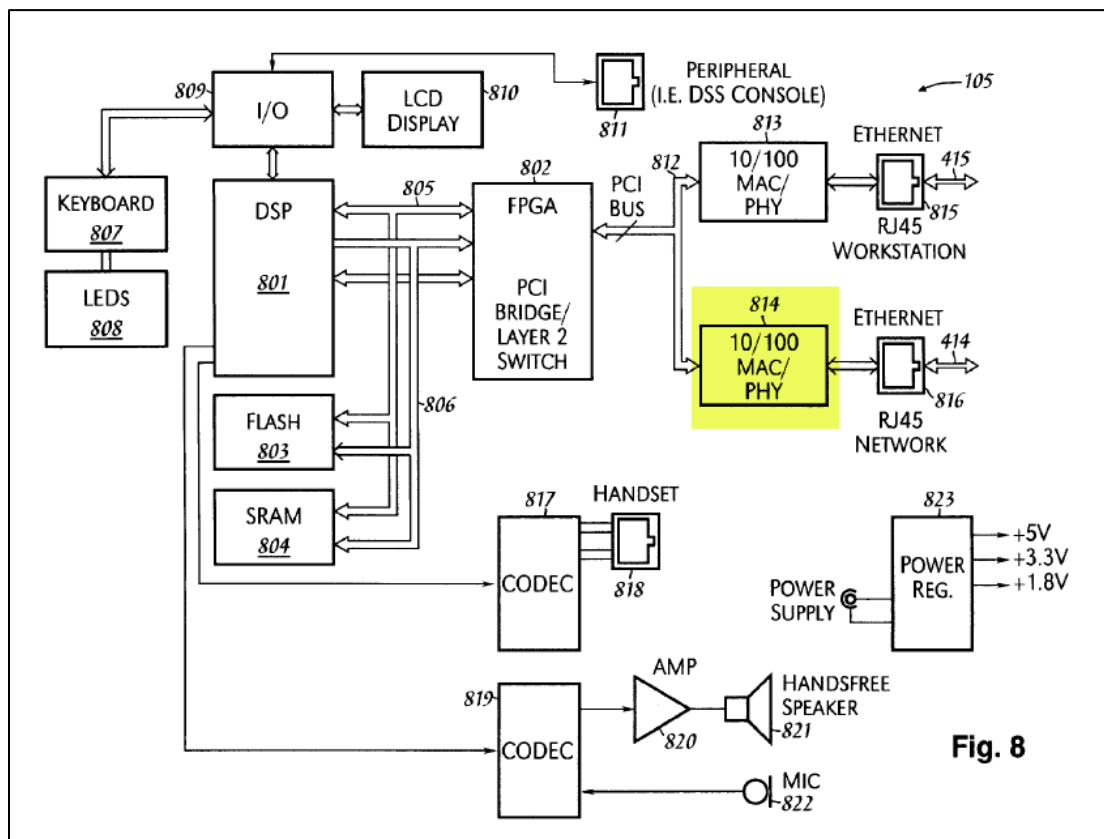 809
I/O
LCD
DISPLAY
810
811
PERIPHERAL
(I.E. DSS CONSOLE)
105
KEYBOARD
807
LEDS
808
DSP
801
805
802
FPGA
PCI
BRIDGE/
LAYER 2
SWITCH
PCI
BUS
812
813
10/100
MAC/
PHY
ETHERNET
415
815
RJ45
WORKSTATION
814
10/100
MAC/
PHY
ETHERNET
414
816
RJ45
NETWORK
806
FLASH
803
SRAM
804
817
CODEC
HANDSET
818
823
POWER
REG.
+5V
+3.3V
+1.8V
POWER
SUPPLY
819
CODEC
AMP
820
HANDSFREE
SPEAKER
821
MIC
822
Fig. 8